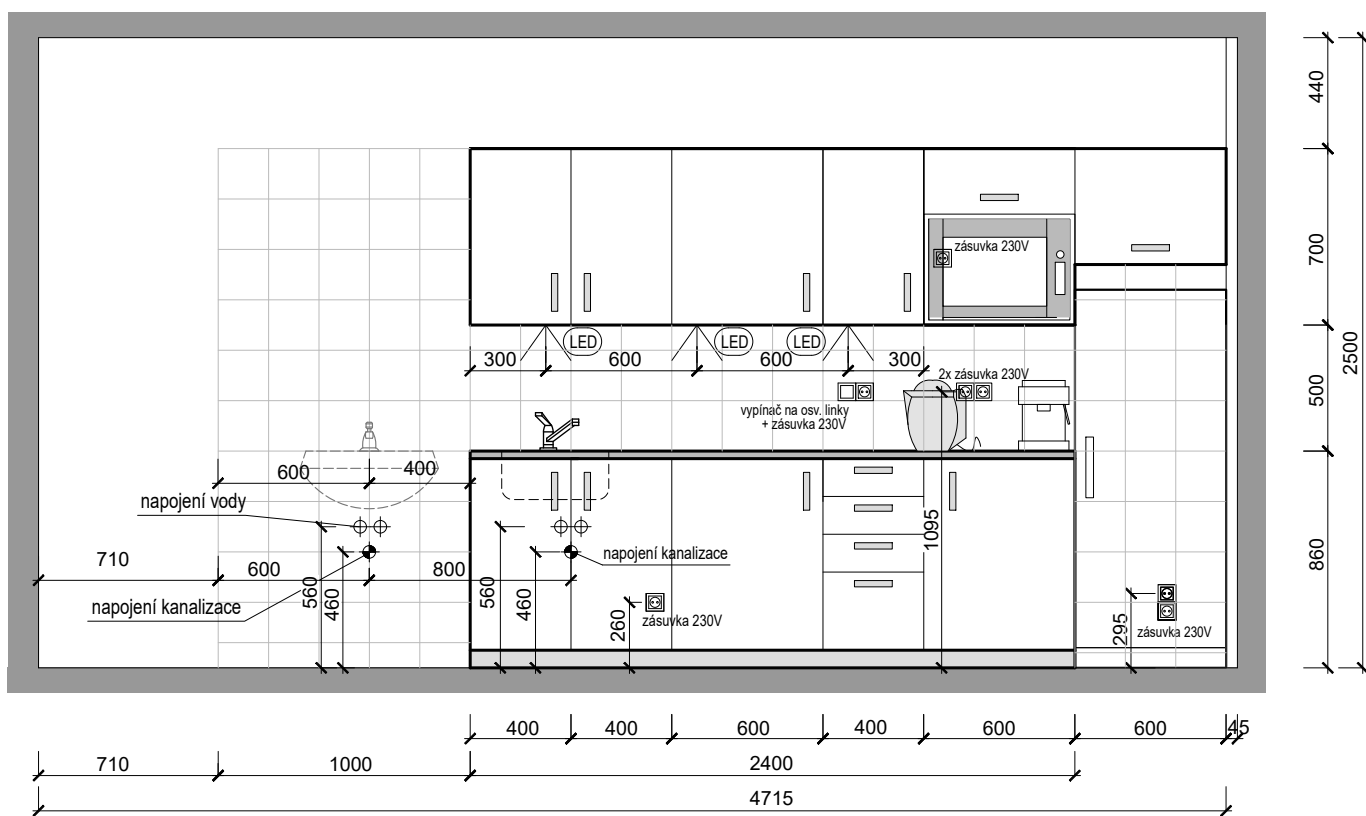 440
700
500
860
2500
zásuvka 230V
LED
LED
LED
300
600
600
300
2x zásuvka 230V
vypínač na osv. linky
+ zásuvka 230V
600
400
napojení vody
710
600
800
560
460
560
460
1095
napojení kanalizace
napojení kanalizace
260
zásuvka 230V
295
zásuvka 230V
400
400
600
400
600
600
45
710
1000
2400
4715